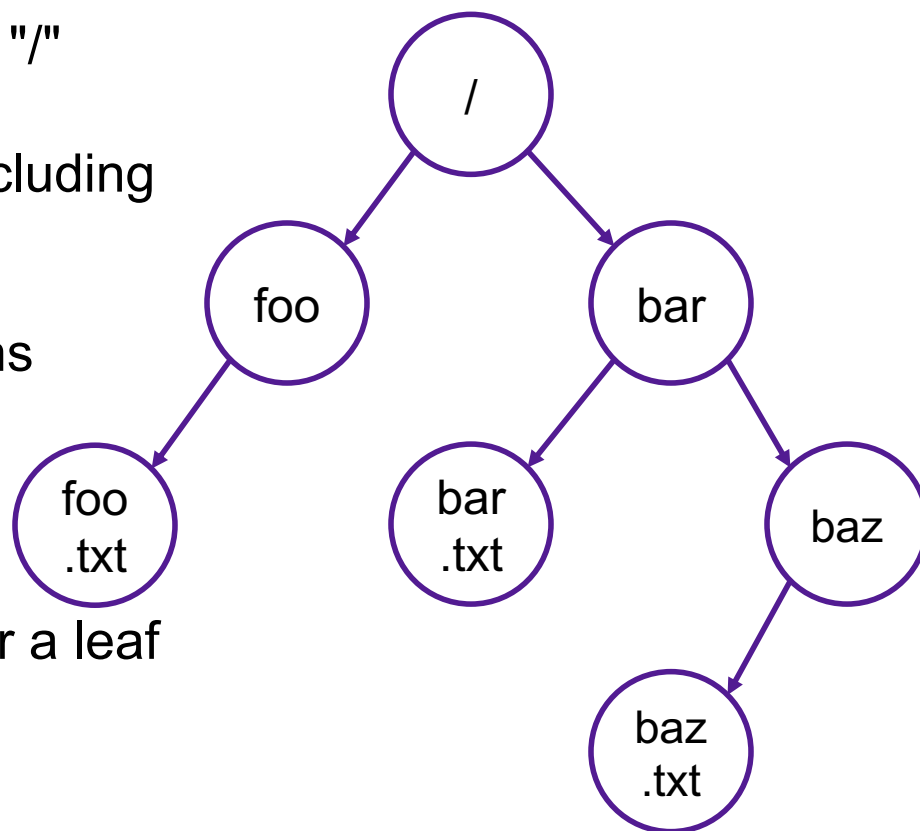 "/"
/
cluding
foo
bar
ns
foo
.txt
bar
.txt
baz
r a leaf
baz
.txt